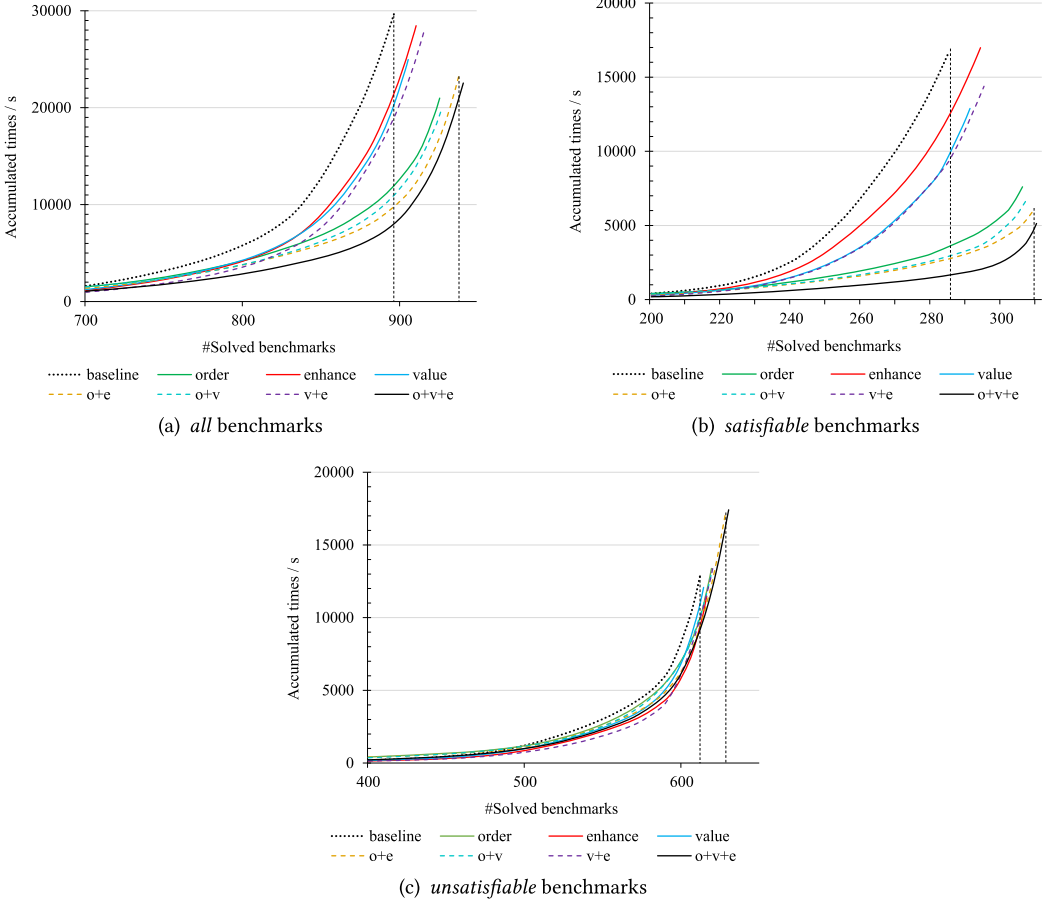 30000
20000
10000
0
Accumulated times / s
700
800
900
#Solved benchmarks
baseline order enhance value
o+e o+v v+e o+v+e
(a) all benchmarks
20000
15000
10000
5000
0
Accumulated times / s
200
220
240
260
280
300
#Solved benchmarks
baseline order enhance value
o+e o+v v+e o+v+e
(b) satisfiable benchmarks
20000
15000
10000
5000
0
Accumulated times / s
400
500
600
#Solved benchmarks
baseline order enhance value
o+e o+v v+e o+v+e
(c) unsatisfiable benchmarks